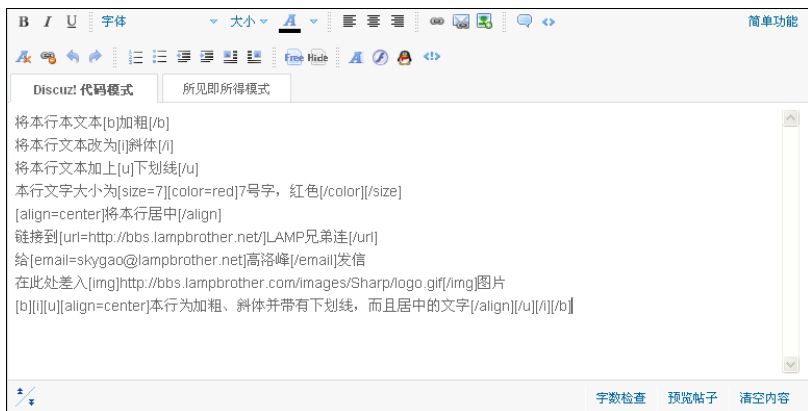 B I U 字体 大小 A 简单功能
Free Hide A
Discuz! 代码模式 所见即所得模式
将本行本文本[b]加粗[/b]
将本行文本改为[i]斜体[/i]
将本行文本加上[u]下划线[/u]
本行文字大小为[size=7][color=red]7号字，红色[/color][/size]
[align=center]将本行居中[/align]
链接到[url=http://bbs.lampbrother.net/]LAMP兄弟连[/url]
给[email=skygao@lampbrother.net]高洛峰[/email]发信
在此处差入[img]http://bbs.lampbrother.com/images/Sharp/logo.gif[/img]图片
[b][i][u][align=center]本行为加粗、斜体并带有下划线，而且居中的文字[/align][/u][/i][/b]
字数检查 预览帖子 清空内容